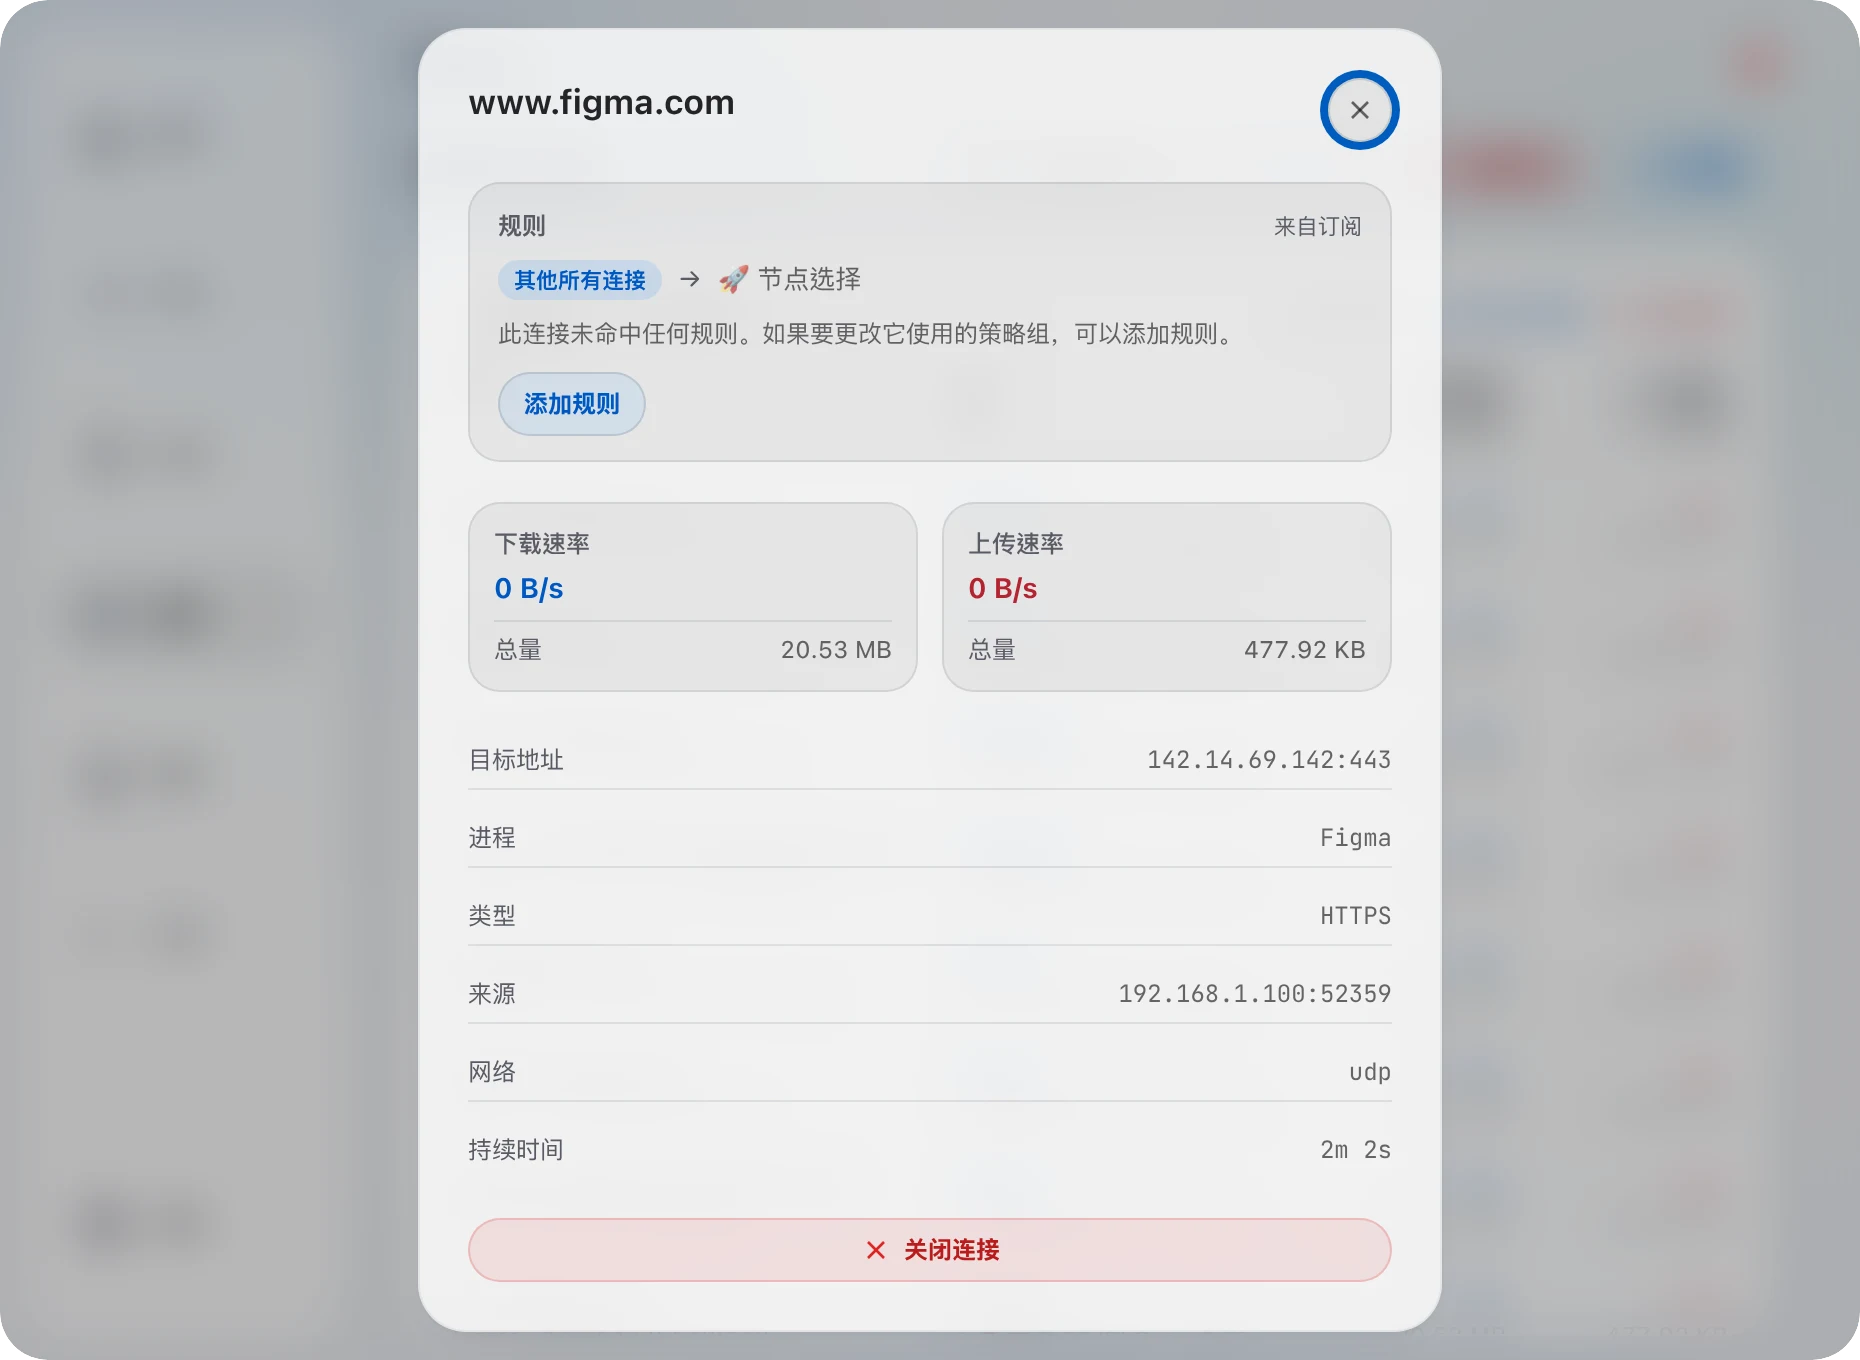 www.figma.com
规则
来自订阅
其他所有连接 → 🚀 节点选择
此连接未命中任何规则。如果要更改它使用的策略组，可以添加规则。
添加规则
下载速率
0 B/s
总量 20.53 MB
上传速率
0 B/s
总量 477.92 KB
目标地址 142.14.69.142:443
进程 Figma
类型 HTTPS
来源 192.168.1.100:52359
网络 udp
持续时间 2m 2s
关闭连接